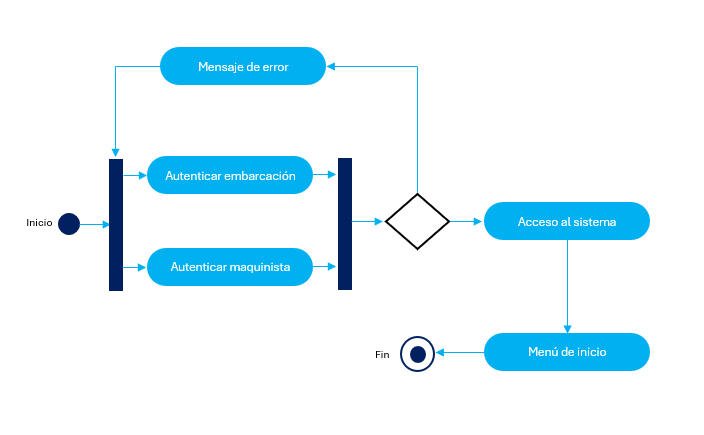 Mensaje de error
Autenticar embarcación
Inicio
Acceso al sistema
Autenticar maquinista
Menú de inicio
Fin